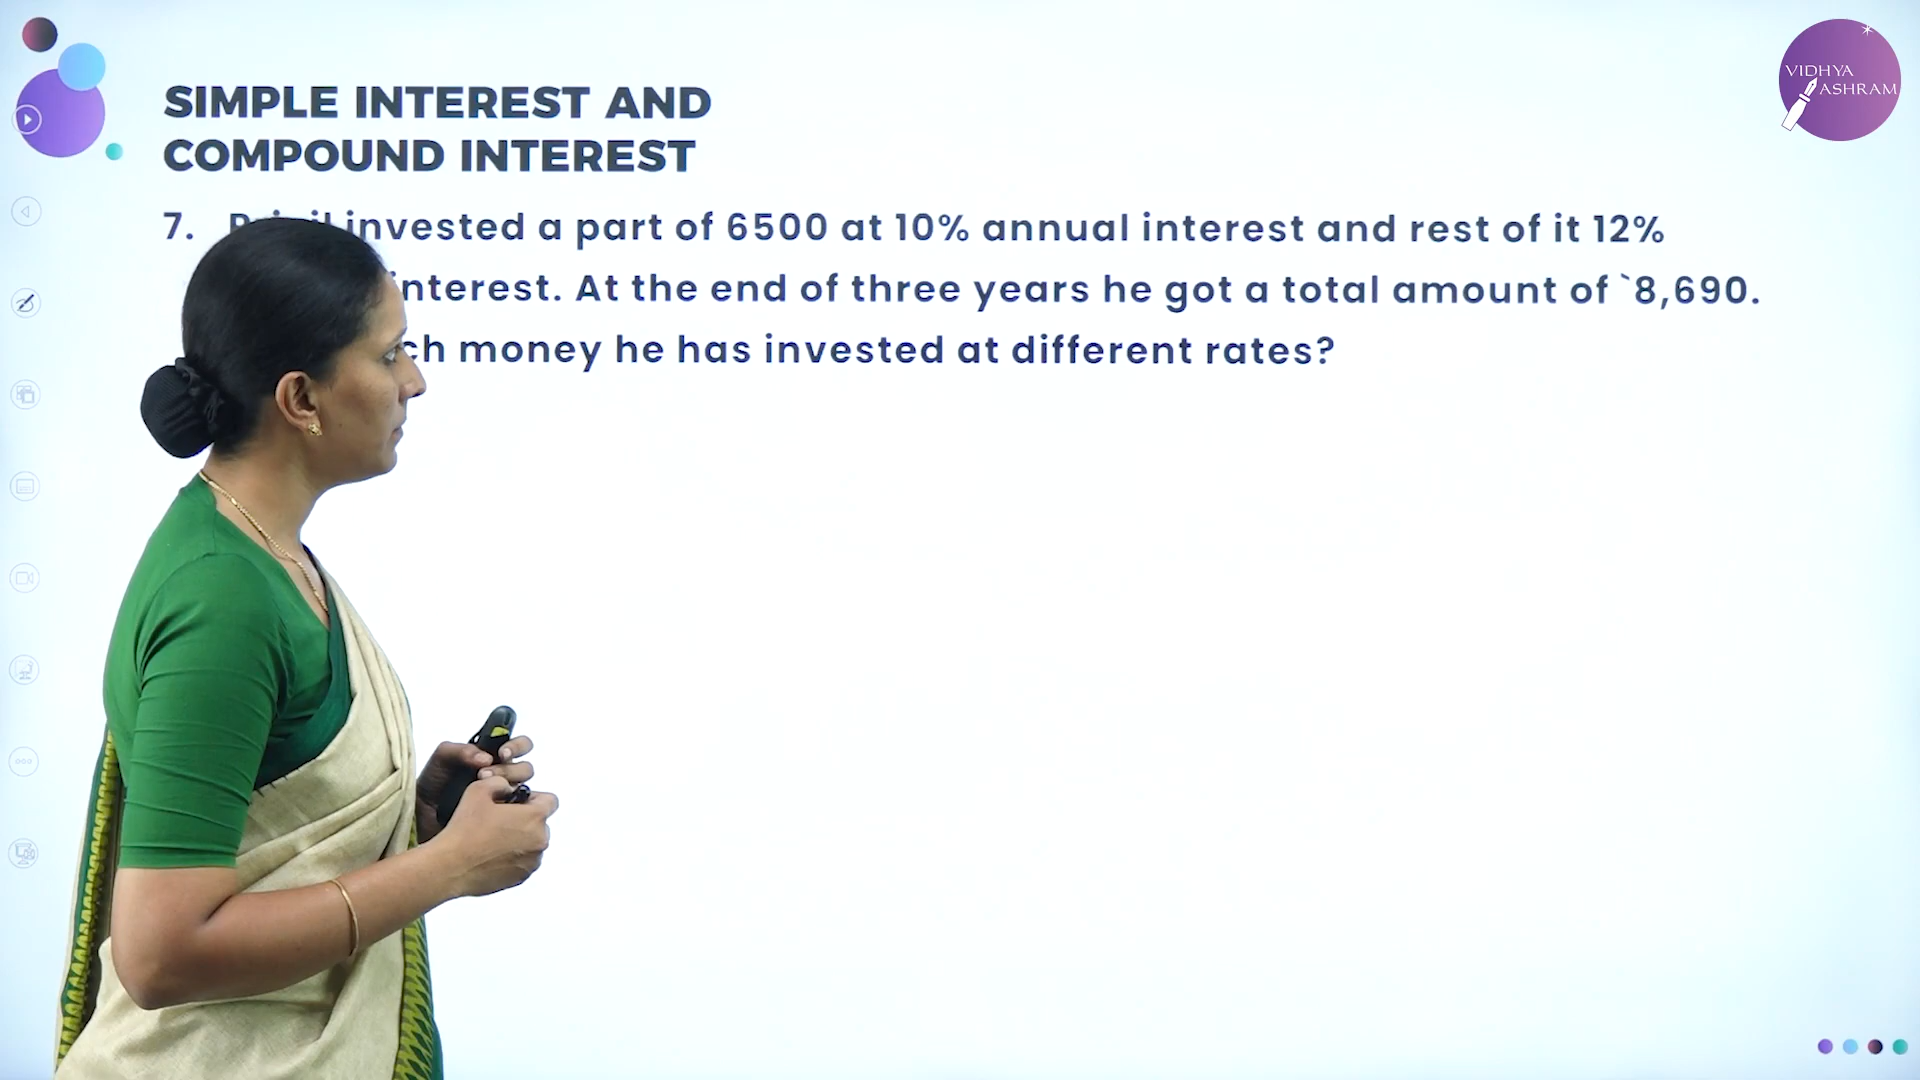 VIDHYA
ASHRAM
SIMPLE INTEREST AND
COMPOUND INTEREST
7. invested a part of 6500 at 10% annual interest and rest of it 12%
interest. At the end of three years he got a total amount of `8,690.
money he has invested at different rates?